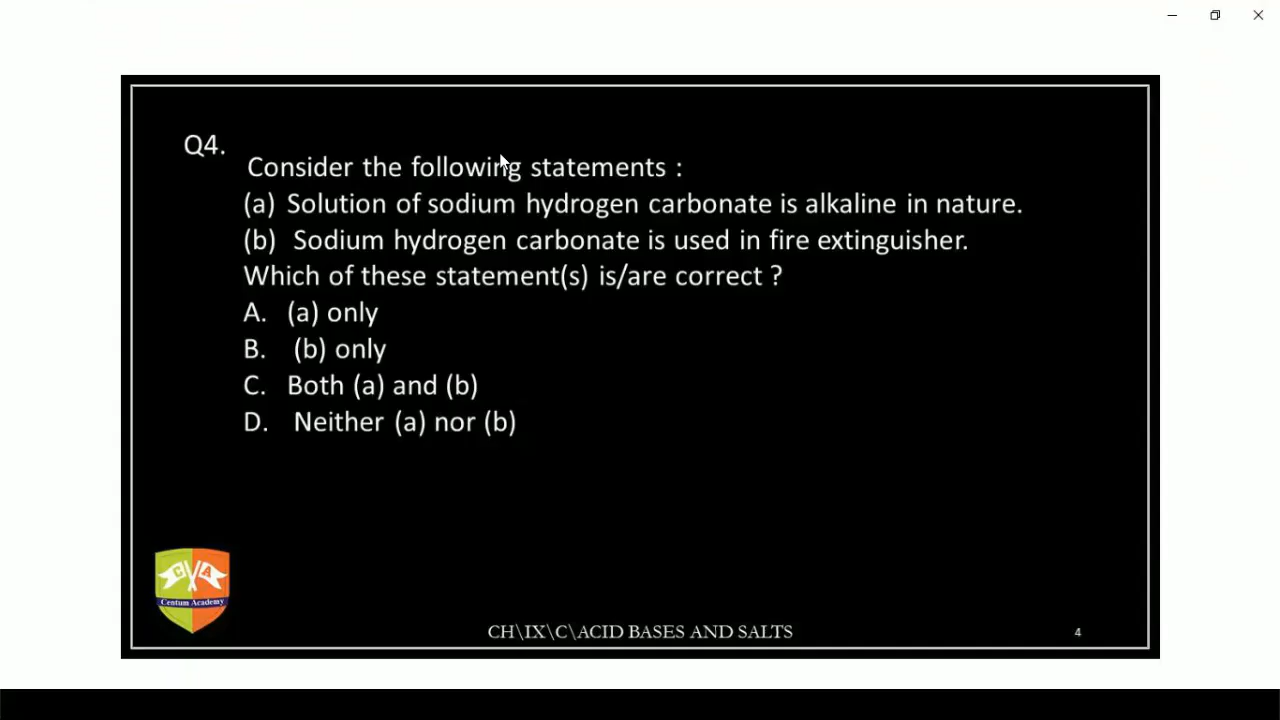 Q4.
Consider the following statements :
(a) Solution of sodium hydrogen carbonate is alkaline in nature.
(b) Sodium hydrogen carbonate is used in fire extinguisher.
Which of these statement(s) is/are correct ?
A. (a) only
B. (b) only
C. Both (a) and (b)
D. Neither (a) nor (b)
C A
Centum Academy
CH\IX\C\ACID BASES AND SALTS
4